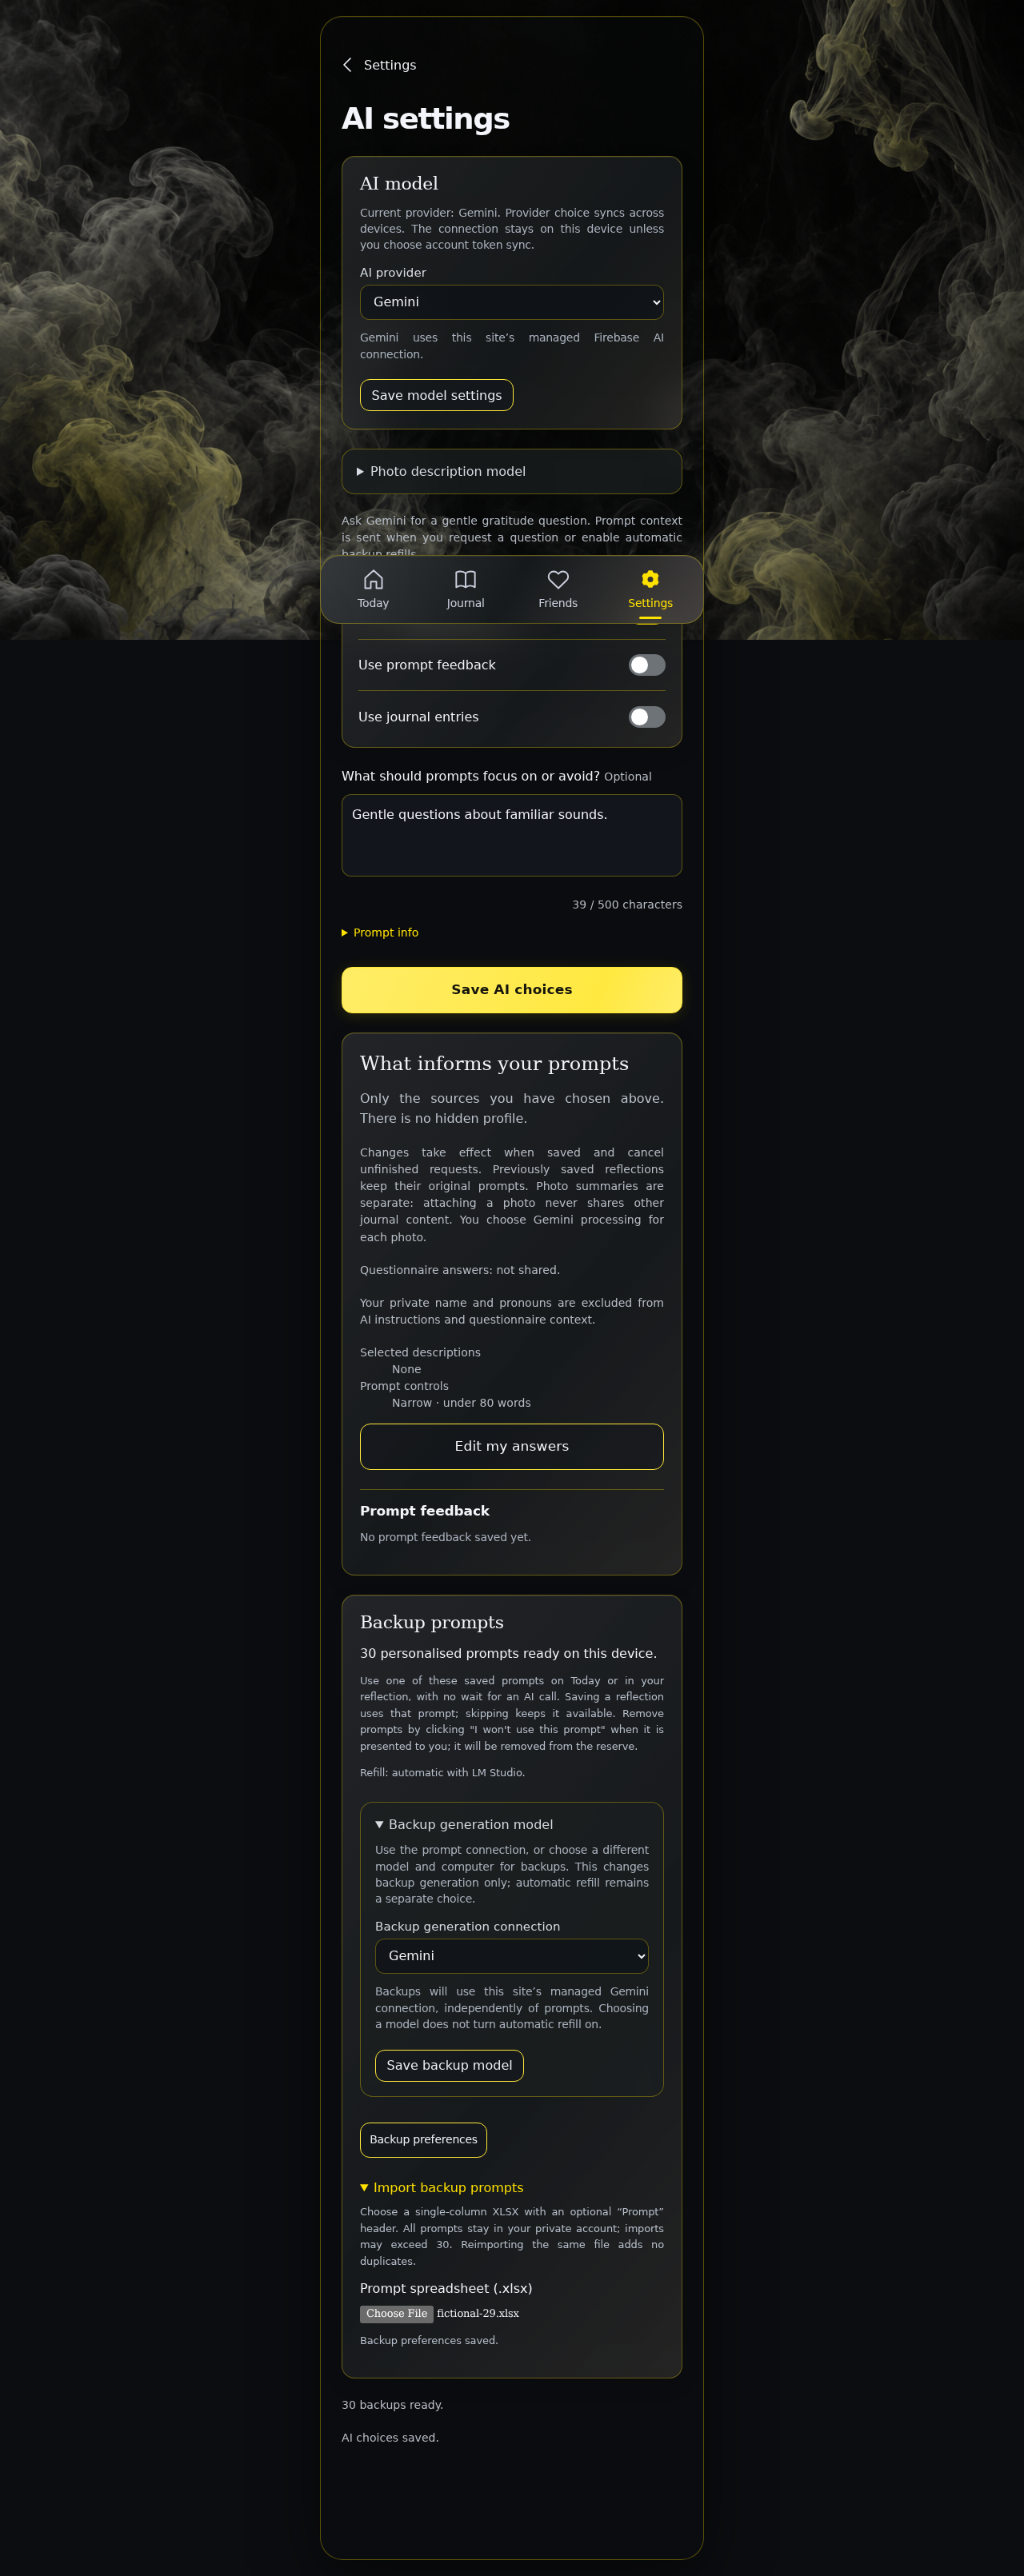 Settings
AI settings
AI model
Current provider: Gemini. Provider choice syncs across
devices. The connection stays on this device unless
you choose account token sync.
AI provider
Gemini
Gemini uses this site’s managed Firebase AI
connection.
Save model settings
Photo description model
Ask Gemini for a gentle gratitude question. Prompt context
is sent when you request a question or enable automatic
backup refills.
Today
Journal
Friends
Settings
Use prompt feedback
Use journal entries
What should prompts focus on or avoid? Optional
Gentle questions about familiar sounds.
39 / 500 characters
Prompt info
Save AI choices
What informs your prompts
Only the sources you have chosen above.
There is no hidden profile.
Changes take effect when saved and cancel
unfinished requests. Previously saved reflections
keep their original prompts. Photo summaries are
separate: attaching a photo never shares other
journal content. You choose Gemini processing for
each photo.
Questionnaire answers: not shared.
Your private name and pronouns are excluded from
AI instructions and questionnaire context.
Selected descriptions
None
Prompt controls
Narrow · under 80 words
Edit my answers
Prompt feedback
No prompt feedback saved yet.
Backup prompts
30 personalised prompts ready on this device.
Use one of these saved prompts on Today or in your
reflection, with no wait for an AI call. Saving a reflection
uses that prompt; skipping keeps it available. Remove
prompts by clicking "I won't use this prompt" when it is
presented to you; it will be removed from the reserve.
Refill: automatic with LM Studio.
Backup generation model
Use the prompt connection, or choose a different
model and computer for backups. This changes
backup generation only; automatic refill remains
a separate choice.
Backup generation connection
Gemini
Backups will use this site’s managed Gemini
connection, independently of prompts. Choosing
a model does not turn automatic refill on.
Save backup model
Backup preferences
Import backup prompts
Choose a single-column XLSX with an optional “Prompt”
header. All prompts stay in your private account; imports
may exceed 30. Reimporting the same file adds no
duplicates.
Prompt spreadsheet (.xlsx)
Choose File fictional-29.xlsx
Backup preferences saved.
30 backups ready.
AI choices saved.